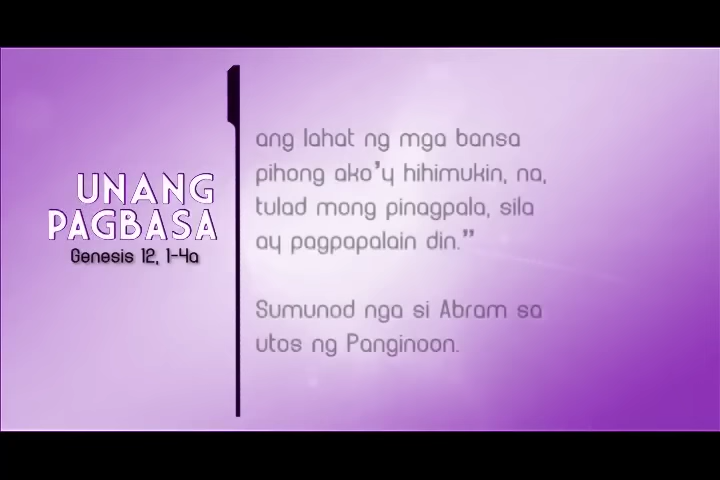 UNANG
PAGBASA
Genesis 12, 1-4a
ang lahat ng mga bansa
pihong ako'y hihimukin, na,
tulad mong pinagpala, sila
ay pagpapalain din.”
Sumunod nga si Abram sa
utos ng Panginoon.